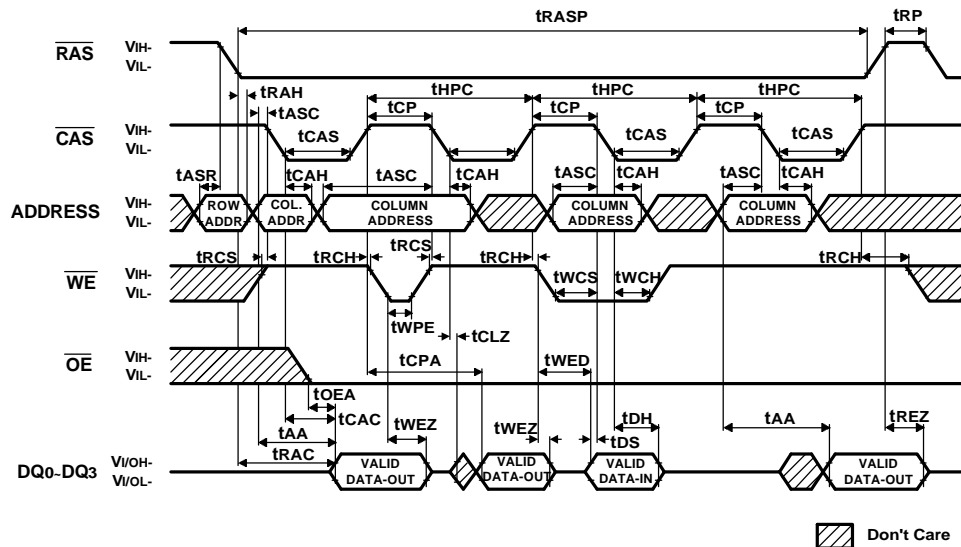 tRASP
tRP
RAS
VIH-
VIL-
tRAH
tASC
tHPC
tHPC
tHPC
tCP
tCP
tCP
CAS
VIH-
VIL-
tCAS
tCAS
tCAS
tCAS
tASR
tCAH
tASC
tCAH
tASC
tCAH
tASC
tCAH
ADDRESS
VIH-
VIL-
ROW ADDR
COL. ADDR
COLUMN ADDRESS
COLUMN ADDRESS
COLUMN ADDRESS
tRCS
tRCH
tRCS
tRCH
tRCH
WE
VIH-
VIL-
tWCS
tWCH
tWPE
tCLZ
OE
VIH-
VIL-
tCPA
tWED
tOEA
tCAC
tAA
tRAC
tWEZ
tWEZ
tDH
tDS
tAA
tREZ
DQ0~DQ3
VI/OH-
VI/OL-
VALID DATA-OUT
VALID DATA-OUT
VALID DATA-IN
VALID DATA-OUT
Don't Care